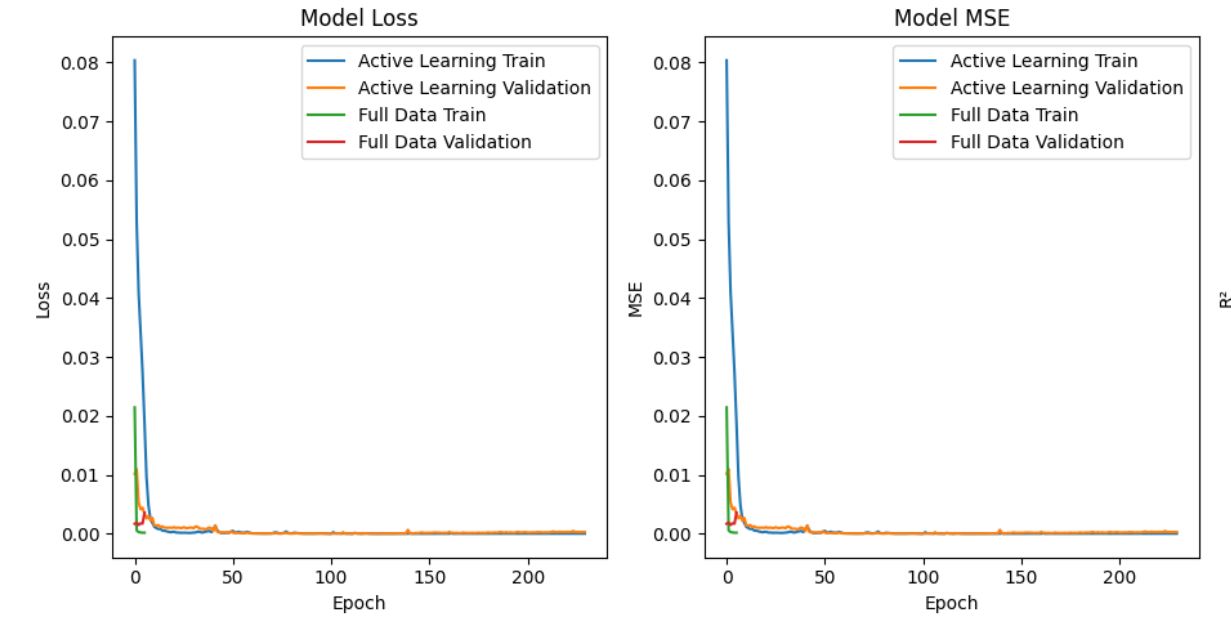 Model Loss
Loss
0.08
0.07
0.06
0.05
0.04
0.03
0.02
0.01
0.00
Active Learning Train
Active Learning Validation
Full Data Train
Full Data Validation
0
50
100
150
200
Epoch
Model MSE
MSE
0.08
0.07
0.06
0.05
0.04
0.03
0.02
0.01
0.00
Active Learning Train
Active Learning Validation
Full Data Train
Full Data Validation
0
50
100
150
200
Epoch
R²